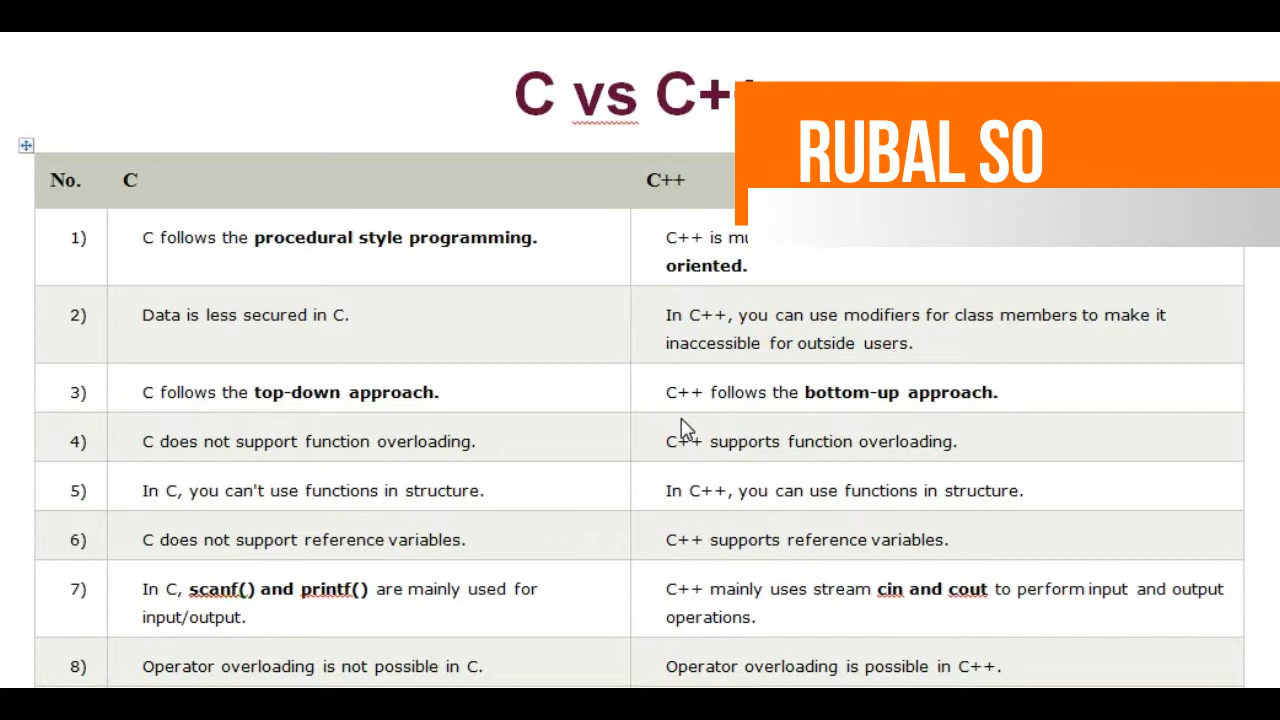 C vs C+
RUBAL SO
No. C C++
1) C follows the procedural style programming. C++ is
oriented.
2) Data is less secured in C. In C++, you can use modifiers for class members to make it
inaccessible for outside users.
3) C follows the top-down approach. C++ follows the bottom-up approach.
4) C does not support function overloading. C++ supports function overloading.
5) In C, you can't use functions in structure. In C++, you can use functions in structure.
6) C does not support reference variables. C++ supports reference variables.
7) In C, scanf() and printf() are mainly used for C++ mainly uses stream cin and cout to perform input and output
input/output. operations.
8) Operator overloading is not possible in C. Operator overloading is possible in C++.